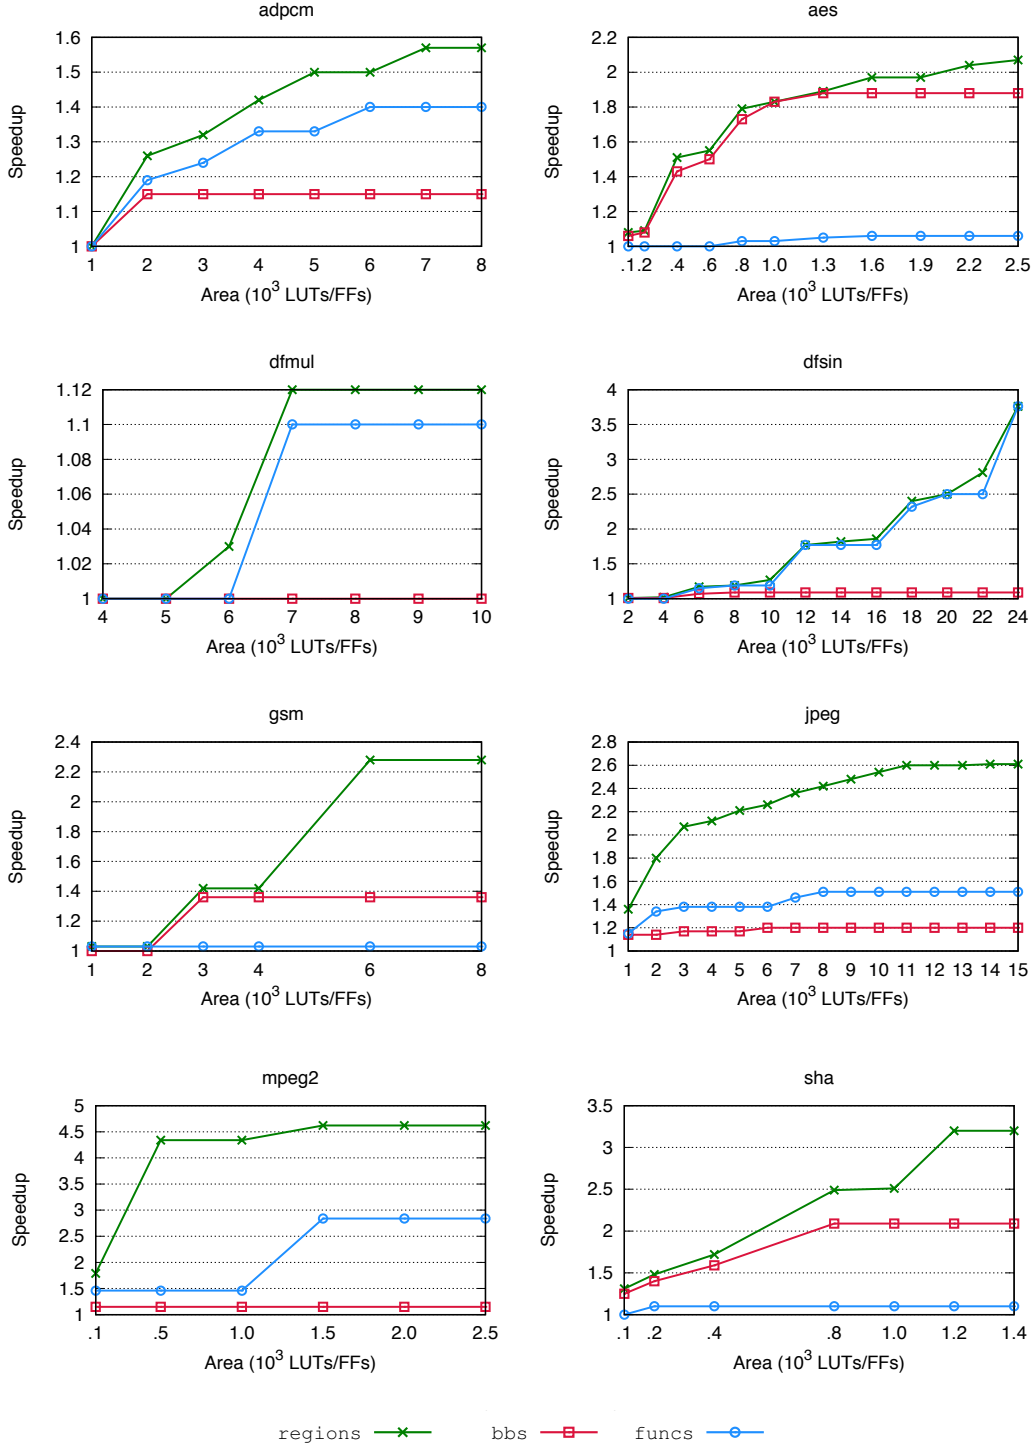 adpcm
1.6
1.5
1.4
1.3
1.2
1.1
1
Speedup
1 2 3 4 5 6 7 8
Area (10³ LUTs/FFs)
aes
2.2
2
1.8
1.6
1.4
1.2
1
Speedup
.1 .2 .4 .6 .8 1.0 1.3 1.6 1.9 2.2 2.5
Area (10³ LUTs/FFs)
dfmul
1.12
1.1
1.08
1.06
1.04
1.02
1
Speedup
4 5 6 7 8 9 10
Area (10³ LUTs/FFs)
dfsin
4
3.5
3
2.5
2
1.5
1
Speedup
2 4 6 8 10 12 14 16 18 20 22 24
Area (10³ LUTs/FFs)
gsm
2.4
2.2
2
1.8
1.6
1.4
1.2
1
Speedup
1 2 3 4 6 8
Area (10³ LUTs/FFs)
jpeg
2.8
2.6
2.4
2.2
2
1.8
1.6
1.4
1.2
1
Speedup
1 2 3 4 5 6 7 8 9 10 11 12 13 14 15
Area (10³ LUTs/FFs)
mpeg2
5
4.5
4
3.5
3
2.5
2
1.5
1
Speedup
.1 .5 1.0 1.5 2.0 2.5
Area (10³ LUTs/FFs)
sha
3.5
3
2.5
2
1.5
1
Speedup
.1 .2 .4 .8 1.0 1.2 1.4
Area (10³ LUTs/FFs)
regions bbs funcs